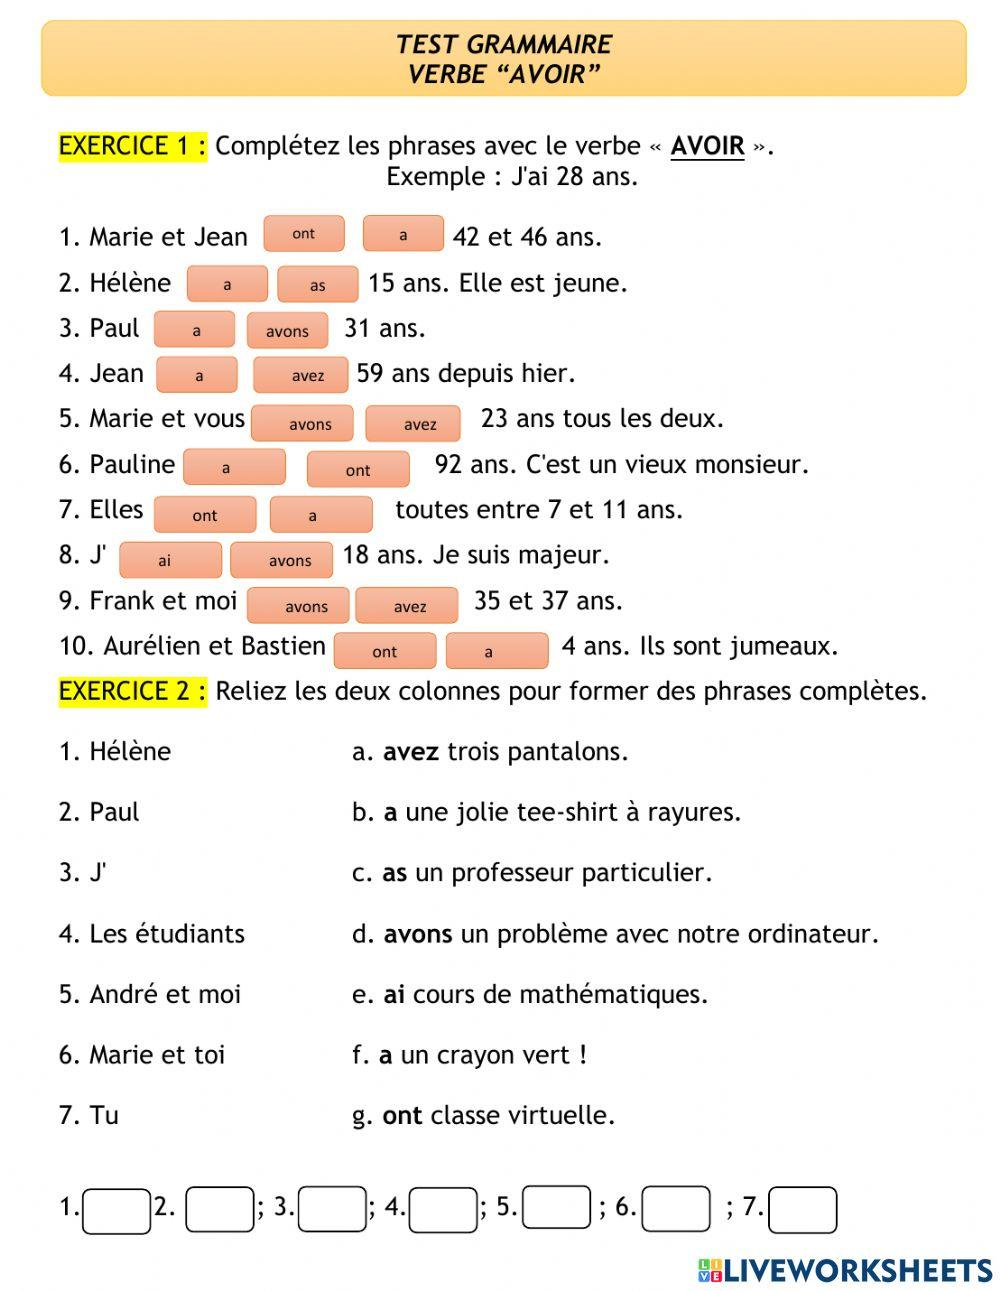 TEST GRAMMAIRE
VERBE “AVOIR”
EXERCICE 1 : Complétez les phrases avec le verbe « AVOIR ».
Exemple : J'ai 28 ans.
1. Marie et Jean ont a 42 et 46 ans.
2. Hélène a as 15 ans. Elle est jeune.
3. Paul a avons 31 ans.
4. Jean a avez 59 ans depuis hier.
5. Marie et vous avons avez 23 ans tous les deux.
6. Pauline a ont 92 ans. C'est un vieux monsieur.
7. Elles ont a toutes entre 7 et 11 ans.
8. J' ai avons 18 ans. Je suis majeur.
9. Frank et moi avons avez 35 et 37 ans.
10. Aurélien et Bastien ont a 4 ans. Ils sont jumeaux.
EXERCICE 2 : Reliez les deux colonnes pour former des phrases complètes.
1. Hélène a. avez trois pantalons.
2. Paul b. a une jolie tee-shirt à rayures.
3. J' c. as un professeur particulier.
4. Les étudiants d. avons un problème avec notre ordinateur.
5. André et moi e. ai cours de mathématiques.
6. Marie et toi f. a un crayon vert !
7. Tu g. ont classe virtuelle.
1. 2. ; 3. ; 4. ; 5. ; 6. ; 7.
LIVE LIVEWORKSHEETS